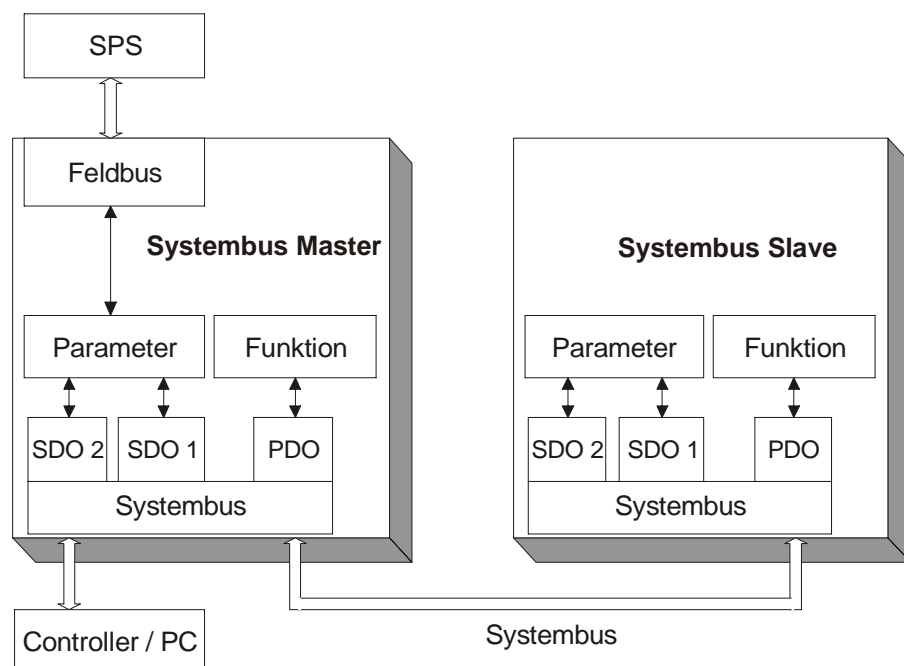 SPS
Feldbus
Systembus Master
Parameter
Funktion
SDO 2
SDO 1
PDO
Systembus
Controller / PC
Systembus Slave
Parameter
Funktion
SDO 2
SDO 1
PDO
Systembus
Systembus